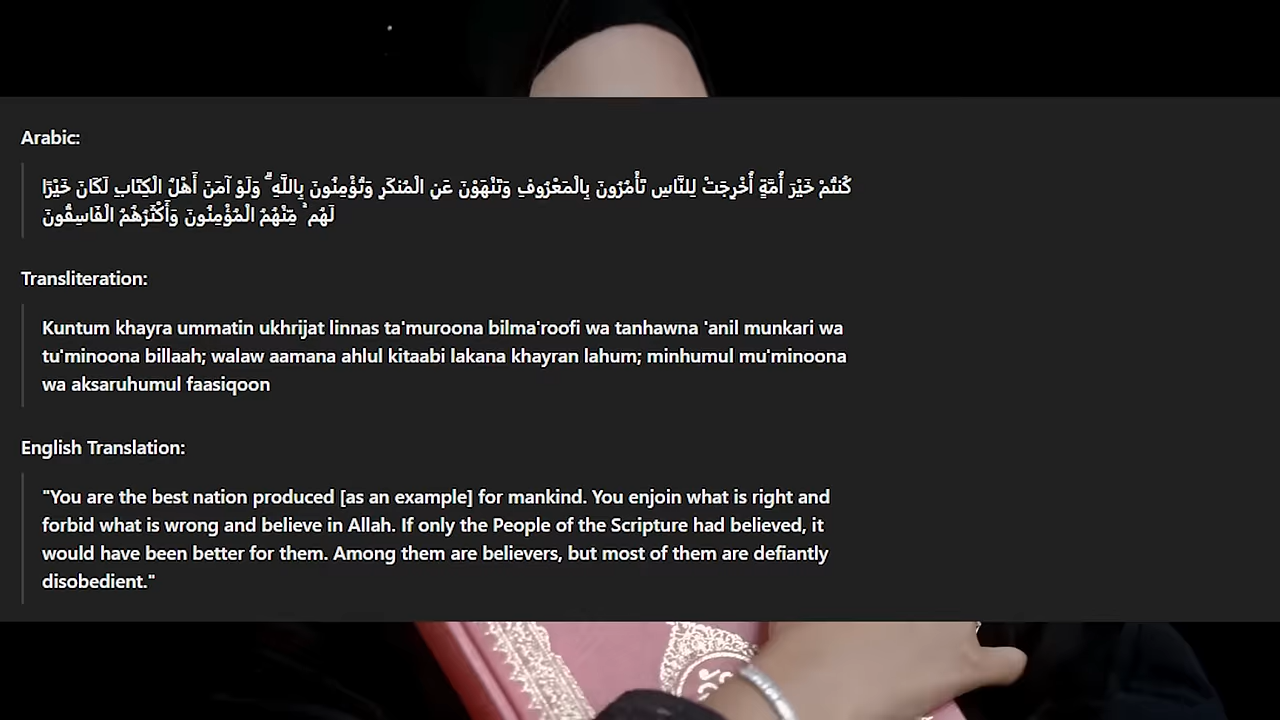 Arabic:
كُنتُمْ خَيْرَ أُمَّةٍ أُخْرِجَتْ لِلنَّاسِ تَأْمُرُونَ بِالْمَعْرُوفِ وَتَنْهَوْنَ عَنِ الْمُنكَرِ وَتُؤْمِنُونَ بِاللَّهِ ۗ وَلَوْ آمَنَ أَهْلُ الْكِتَابِ لَكَانَ خَيْرًا
لَهُم ۚ مِّنْهُمُ الْمُؤْمِنُونَ وَأَكْثَرُهُمُ الْفَاسِقُونَ
Transliteration:
Kuntum khayra ummatin ukhrijat linnas ta'muroona bilma'roofi wa tanhawna 'anil munkari wa
tu'minoona billaah; walaw aamana ahlul kitaabi lakana khayran lahum; minhumul mu'minoona
wa aksaruhumul faasiqoon
English Translation:
"You are the best nation produced [as an example] for mankind. You enjoin what is right and
forbid what is wrong and believe in Allah. If only the People of the Scripture had believed, it
would have been better for them. Among them are believers, but most of them are defiantly
disobedient."